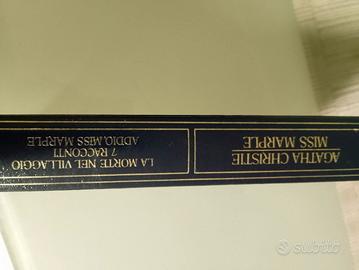 AGATHA CHRISTIE
MISS MARPLE
LA MORTE NEL VILLAGGIO
7 RACCONTI
ADDIO, MISS MARPLE
subito